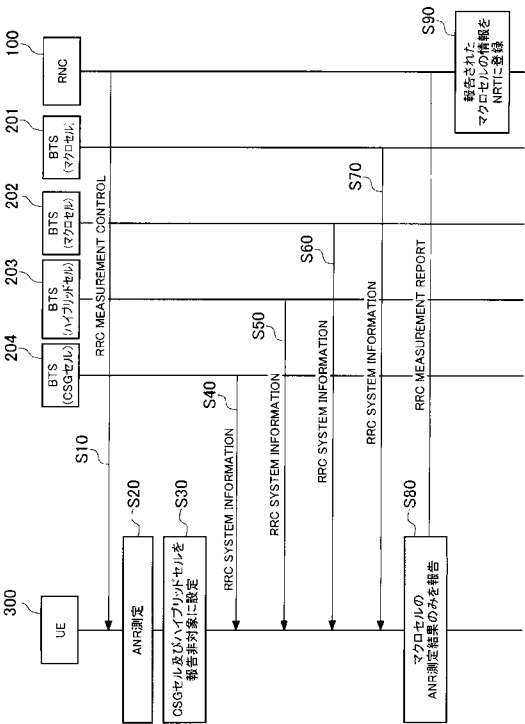 300
UE
204
BTS
(CSGセル)
203
BTS
(ハイブリッドセル)
202
BTS
(マクロセル)
201
BTS
(マクロセル)
100
RNC
S10
RRC MEASUREMENT CONTROL
S20
ANR測定
S30
CSGセル及びハイブリッドセルを
報告非対象に設定
S40
RRC SYSTEM INFORMATION
S50
RRC SYSTEM INFORMATION
S60
RRC SYSTEM INFORMATION
S70
RRC SYSTEM INFORMATION
S80
マクロセルの
ANR測定結果のみを報告
RRC MEASUREMENT REPORT
S90
報告された
マクロセルの情報を
NRTに登録